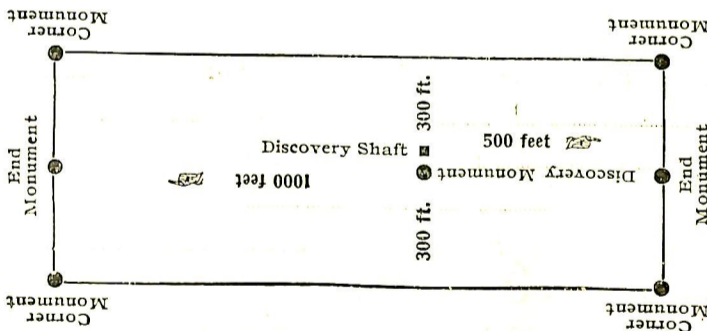 Corner
Monument
Corner
Monument
End
Monument
300 ft.
Discovery Shaft
500 feet
1000 feet
Discovery Monument
300 ft.
End
Monument
Corner
Monument
Corner
Monument